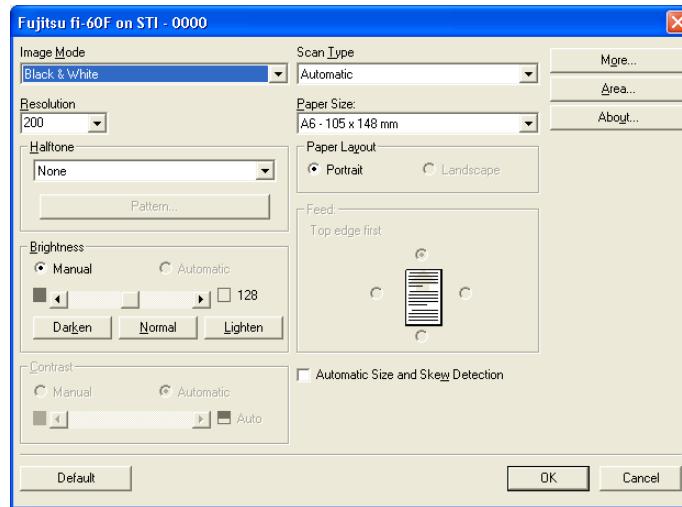 Fujitsu fi-60F on STI - 0000
Image Mode
Black & White
Resolution
200
Halftone
None
Pattern...
Brightness
Manual
Automatic
128
Darken
Normal
Lighten
Contrast
Manual
Automatic
Auto
Scan Type
Automatic
Paper Size:
A6 - 105 x 148 mm
Paper Layout
Portrait
Landscape
Feed:
Top edge first
Automatic Size and Skew Detection
More...
Area...
About...
Default
OK
Cancel